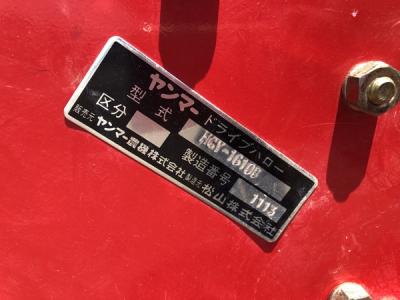 ヤンマー ドライブハロー
型式 HCY-1610B
区分 製造番号 1113
販売元 ヤンマー農機株式会社 製造元 松山株式会社